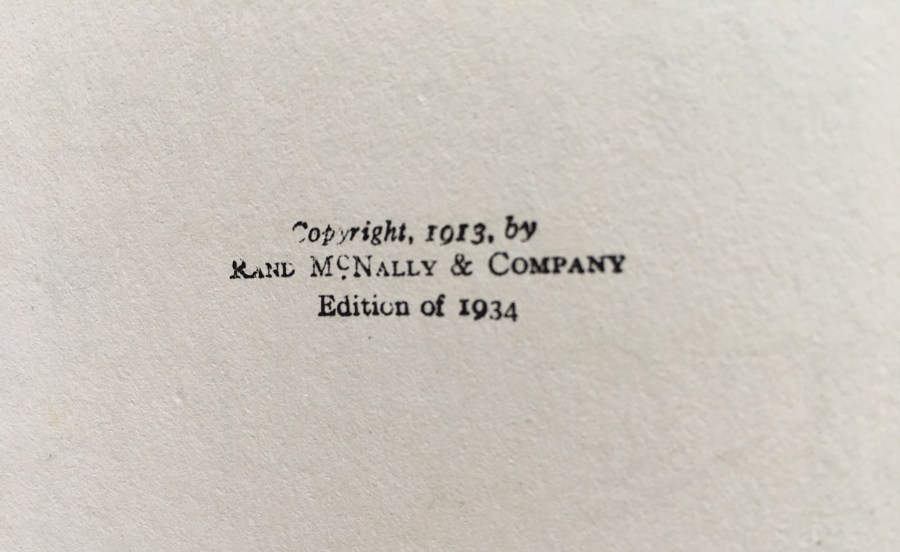 Copyright, 1913, by
RAND MCNALLY & COMPANY
Edition of 1934